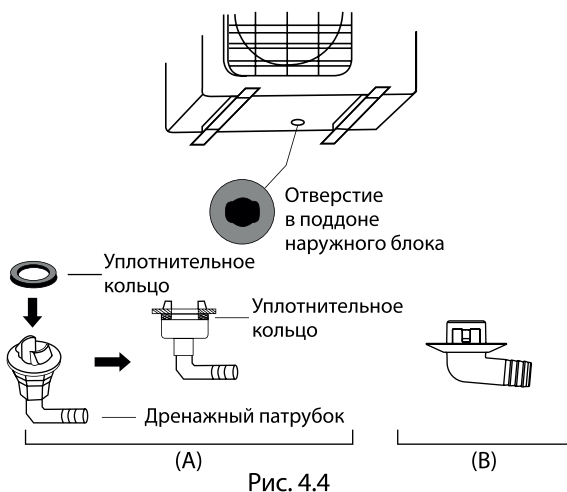 Отверстие
в поддоне
наружного блока
Уплотнительное
кольцо
Уплотнительное
кольцо
Дренажный патрубок
(A)
(B)
Рис. 4.4